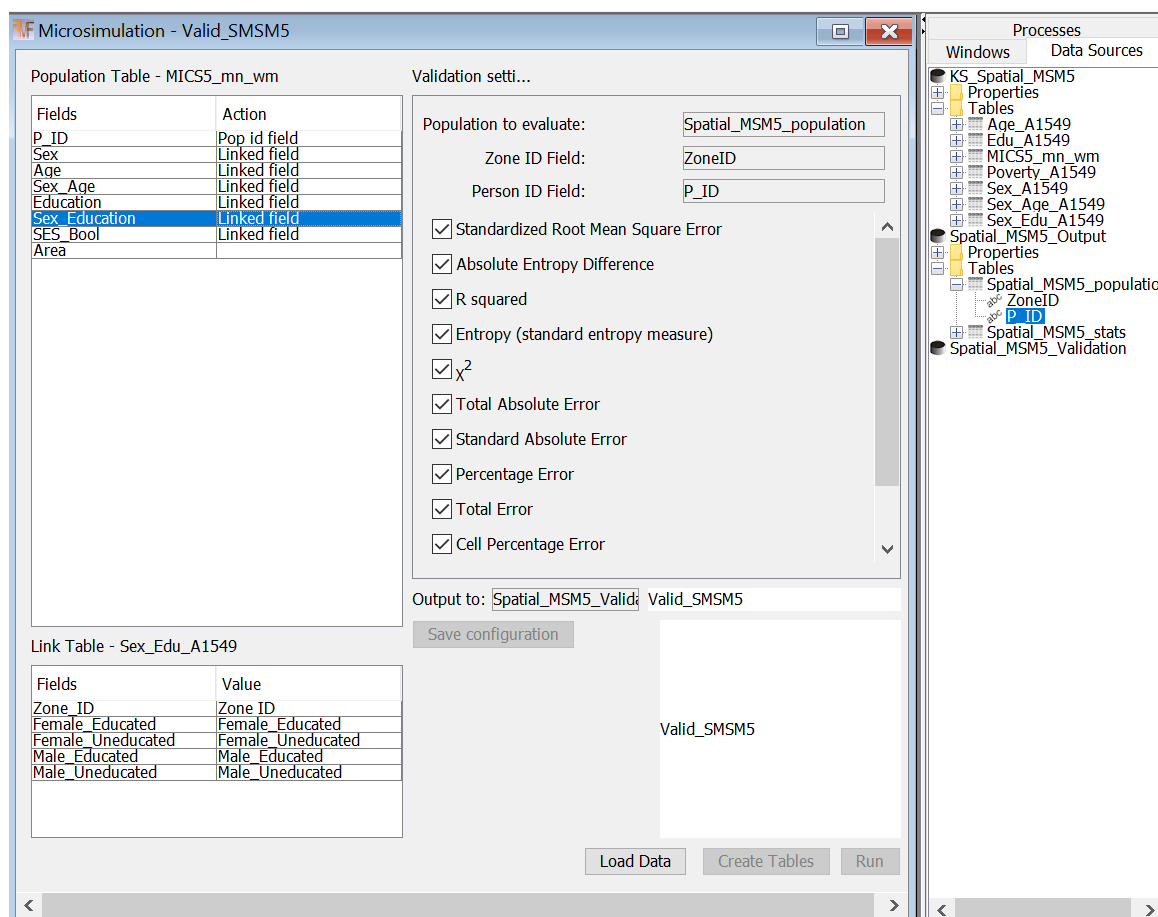 Microsimulation - Valid_SMSM5
Population Table - MICS5_mn_wm
Fields Action
P_ID Pop id field
Sex Linked field
Age Linked field
Sex_Age Linked field
Education Linked field
Sex_Education Linked field
SES_Bool Linked field
Area
Link Table - Sex_Edu_A1549
Fields Value
Zone_ID Zone ID
Female_Educated Female_Educated
Female_Uneducated Female_Uneducated
Male_Educated Male_Educated
Male_Uneducated Male_Uneducated
Validation setti...
Population to evaluate: Spatial_MSM5_population
Zone ID Field: ZoneID
Person ID Field: P_ID
Standardized Root Mean Square Error
Absolute Entropy Difference
R squared
Entropy (standard entropy measure)
χ²
Total Absolute Error
Standard Absolute Error
Percentage Error
Total Error
Cell Percentage Error
Output to: Spatial_MSM5_Valida Valid_SMSM5
Save configuration
Valid_SMSM5
Load Data Create Tables Run
Processes
Windows Data Sources
KS_Spatial_MSM5
Properties
Tables
Age_A1549
Edu_A1549
MICS5_mn_wm
Poverty_A1549
Sex_A1549
Sex_Age_A1549
Sex_Edu_A1549
Spatial_MSM5_Output
Properties
Tables
Spatial_MSM5_populatio
abc ZoneID
abc P_ID
Spatial_MSM5_stats
Spatial_MSM5_Validation